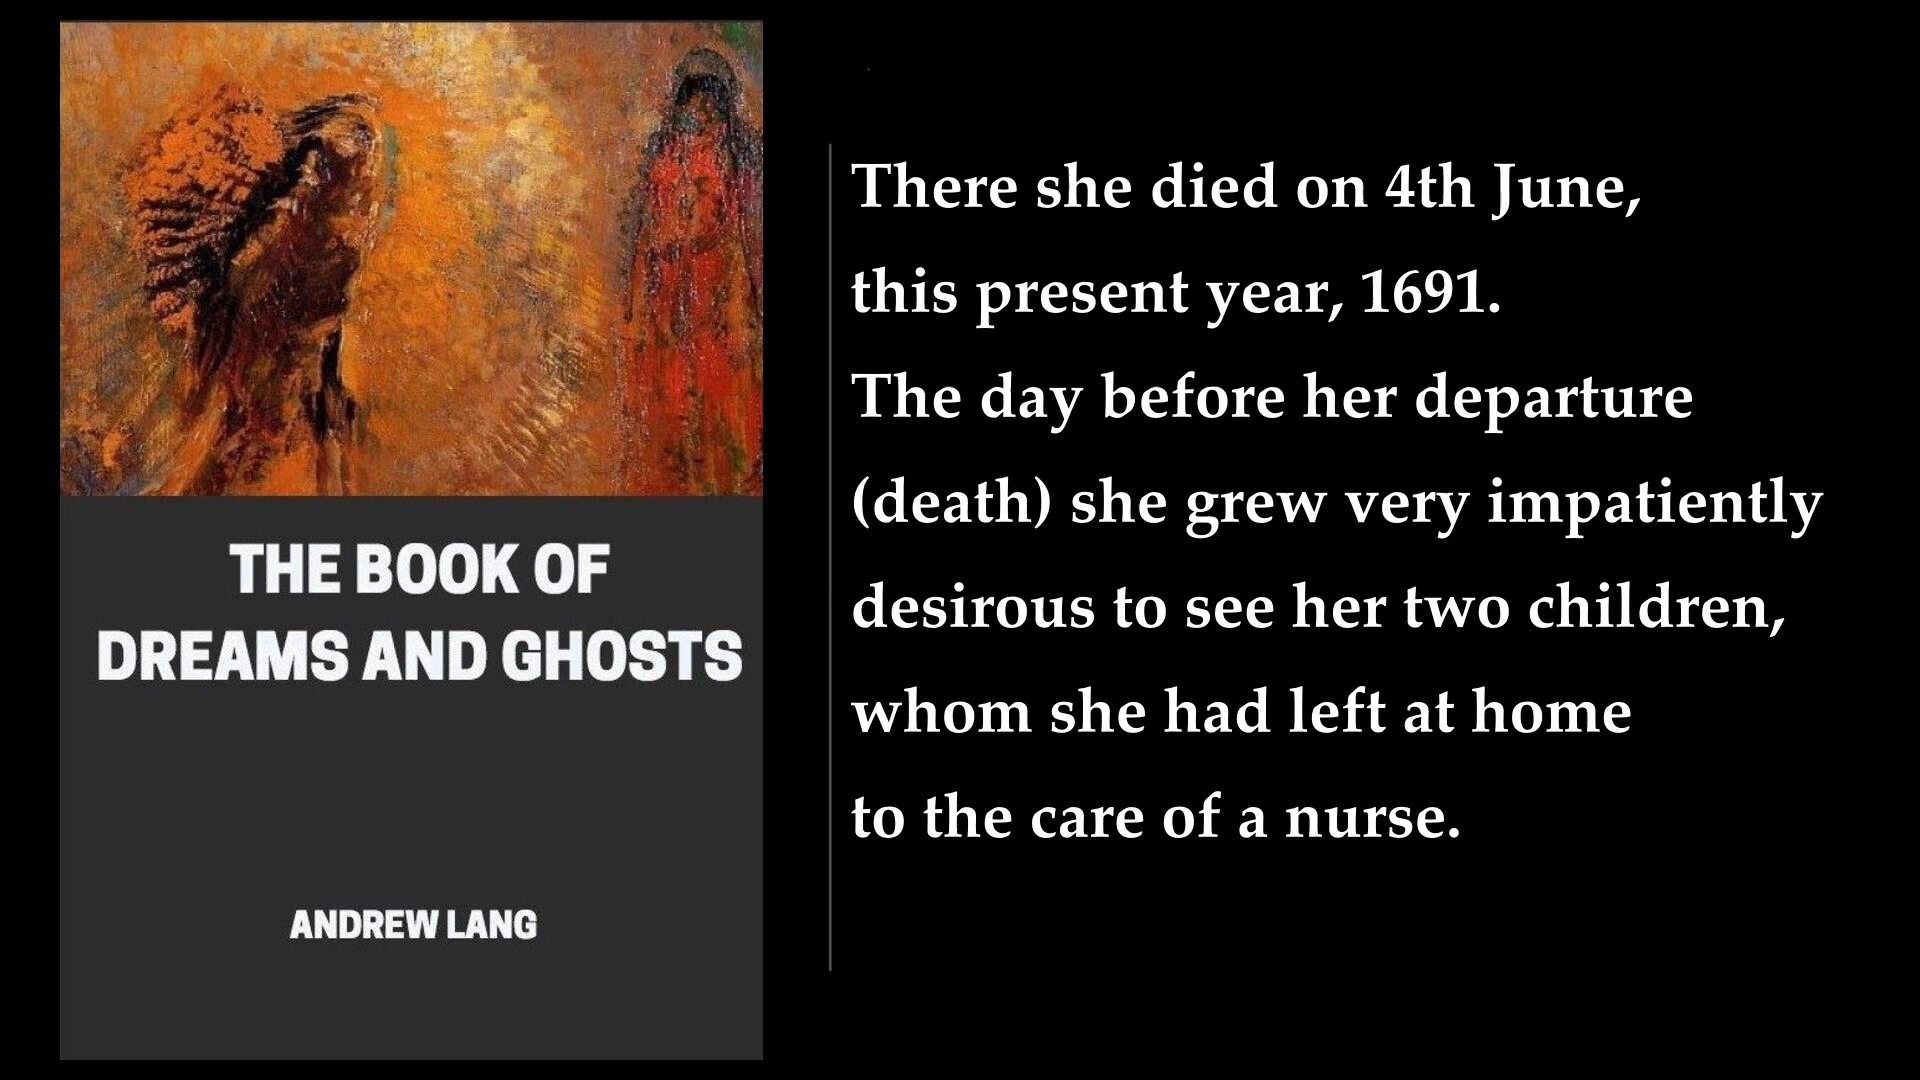 THE BOOK OF
DREAMS AND GHOSTS
ANDREW LANG
There she died on 4th June,
this present year, 1691.
The day before her departure
(death) she grew very impatiently
desirous to see her two children,
whom she had left at home
to the care of a nurse.